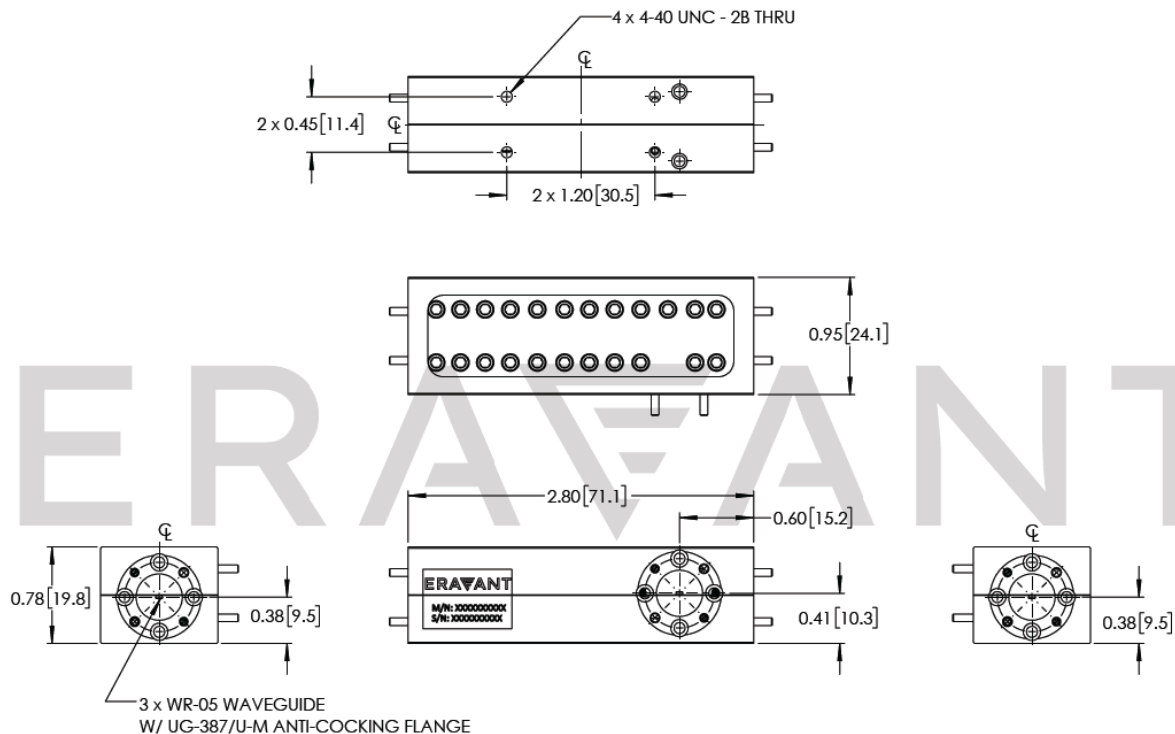 4 x 4-40 UNC - 2B THRU
℄
2 x 0.45[11.4]
℄
2 x 1.20[30.5]
0.95[24.1]
ERAVANT
2.80[71.1]
0.60[15.2]
℄
℄
0.78[19.8]
0.38[9.5]
ERAVANT
M/N: XXXXXXXXXX
S/N: XXXXXXXXXX
0.41[10.3]
0.38[9.5]
3 x WR-05 WAVEGUIDE
W/ UG-387/U-M ANTI-COCKING FLANGE